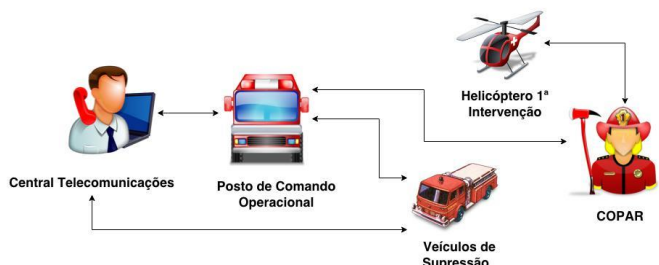 Helicóptero 1ª
Intervenção
Central Telecomunicações
Posto de Comando
Operacional
COPAR
Veículos de
Supressão